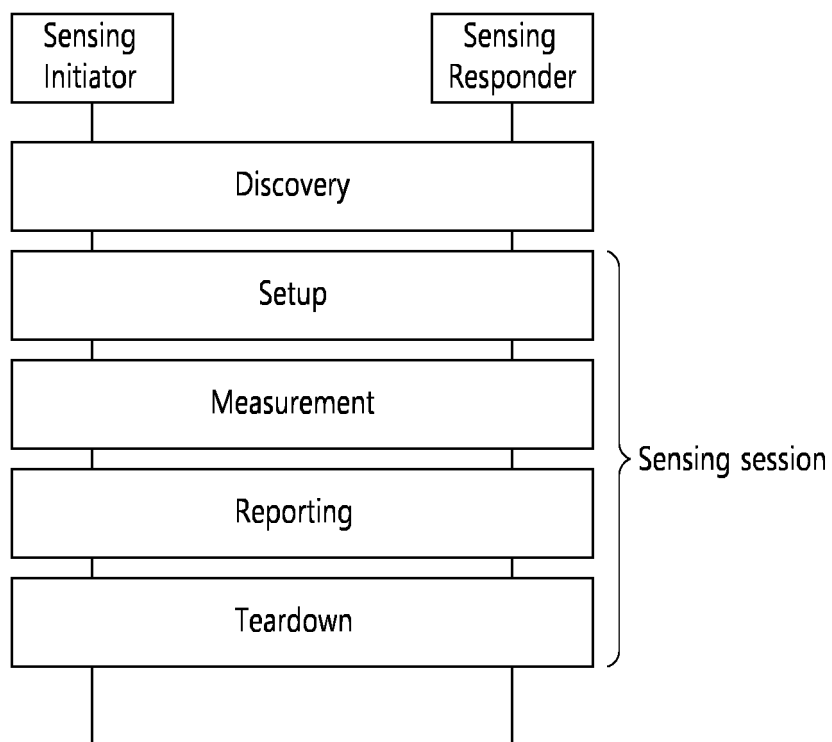 Sensing
Initiator
Sensing
Responder
Discovery
Setup
Measurement
Reporting
Teardown
Sensing session